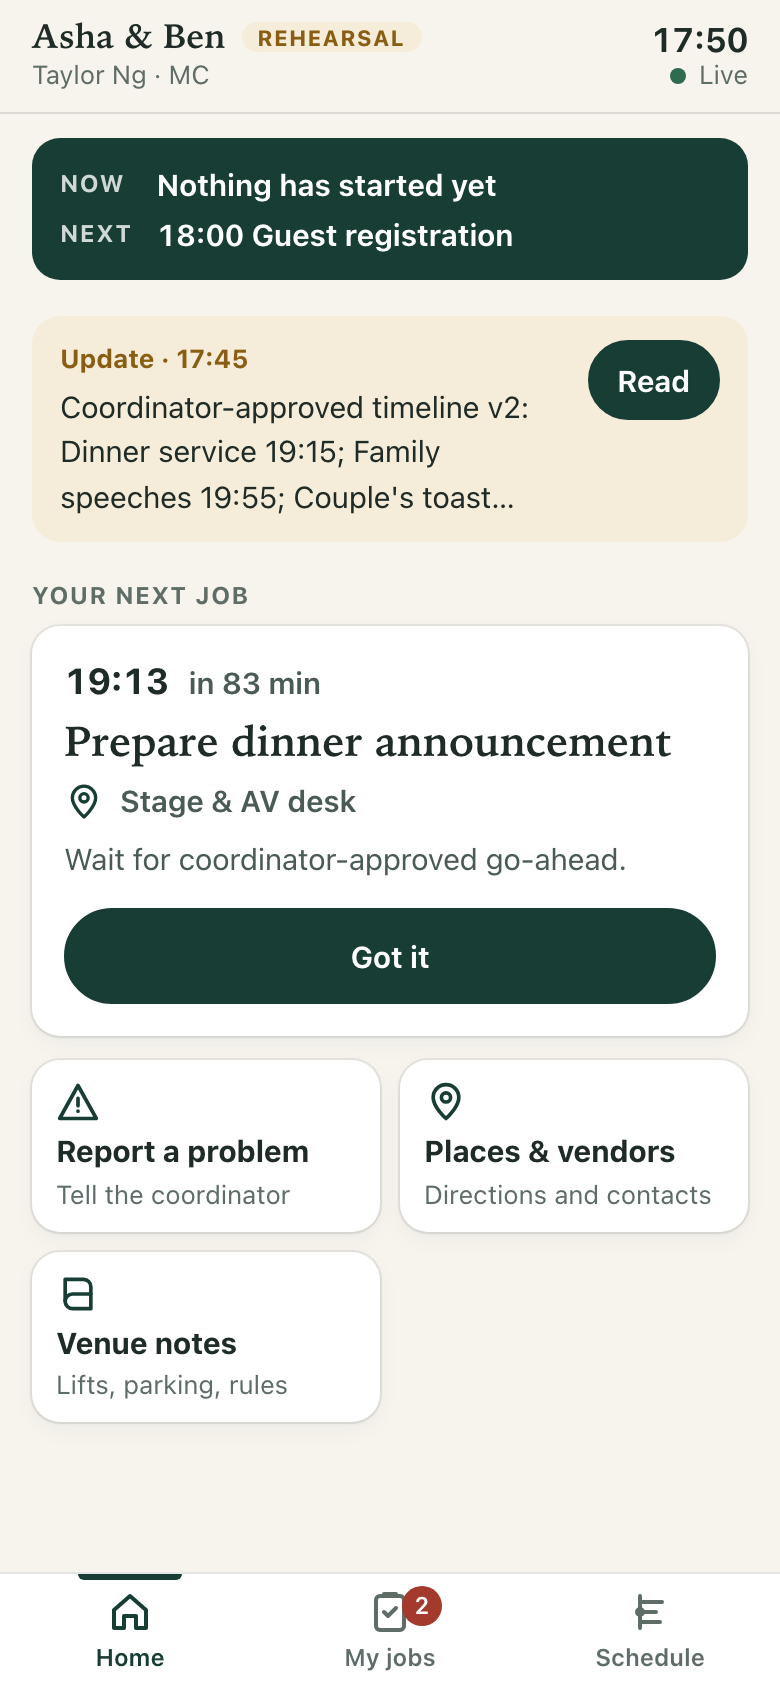 Asha & Ben REHEARSAL 17:50
Taylor Ng · MC Live
NOW Nothing has started yet
NEXT 18:00 Guest registration
Update · 17:45
Read
Coordinator-approved timeline v2:
Dinner service 19:15; Family
speeches 19:55; Couple's toast...
YOUR NEXT JOB
19:13 in 83 min
Prepare dinner announcement
Stage & AV desk
Wait for coordinator-approved go-ahead.
Got it
Report a problem
Tell the coordinator
Places & vendors
Directions and contacts
Venue notes
Lifts, parking, rules
2
Home My jobs Schedule